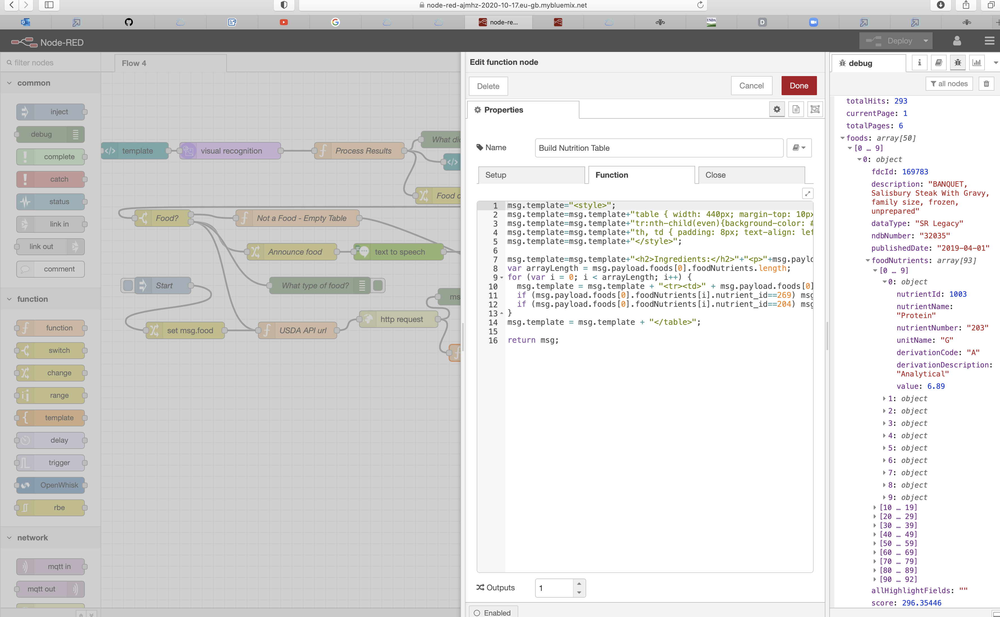 node-red-ajmhz-2020-10-17.eu-gb.mybluemix.net
node-re...
USDA
D
Node-RED
Deploy
filter nodes
Flow 4
common
inject
debug
complete
catch
status
link in
link out
comment
function
function
switch
change
range
template
delay
trigger
OpenWhisk
rbe
network
mqtt in
mqtt out
template
visual recognition
Process Results
What di
Food
Food?
Not a Food - Empty Table
Announce food
text to speech
Start
What type of food?
ms
http request
set msg.food
USDA API url
Edit function node
Delete
Cancel
Done
Properties
Name
Build Nutrition Table
Setup
Function
Close
1 msg.template="<style>";
2 msg.template=msg.template+"table { width: 440px; margin-top: 10px
3 msg.template=msg.template+"tr:nth-child(even){background-color: #
4 msg.template=msg.template+"th, td { padding: 8px; text-align: lef
5 msg.template=msg.template+"</style>";
6
7 msg.template=msg.template+"<h2>Ingredients:</h2>"+"<p>"+msg.paylo
8 var arrayLength = msg.payload.foods[0].foodNutrients.length;
9 for (var i = 0; i < arrayLength; i++) {
10 msg.template = msg.template + "<tr><td>" + msg.payload.foods[0]
11 if (msg.payload.foods[0].foodNutrients[i].nutrient_id==269) msg
12 if (msg.payload.foods[0].foodNutrients[i].nutrient_id==204) msg
13 }
14 msg.template = msg.template + "</table>";
15
16 return msg;
Outputs
1
Enabled
debug
all nodes
totalHits: 293
currentPage: 1
totalPages: 6
foods: array[50]
[0 … 9]
0: object
fdcId: 169783
description: "BANQUET,
Salisbury Steak With Gravy,
family size, frozen,
unprepared"
dataType: "SR Legacy"
ndbNumber: "32035"
publishedDate: "2019-04-01"
foodNutrients: array[93]
[0 … 9]
0: object
nutrientId: 1003
nutrientName:
"Protein"
nutrientNumber: "203"
unitName: "G"
derivationCode: "A"
derivationDescription:
"Analytical"
value: 6.89
1: object
2: object
3: object
4: object
5: object
6: object
7: object
8: object
9: object
[10 … 19]
[20 … 29]
[30 … 39]
[40 … 49]
[50 … 59]
[60 … 69]
[70 … 79]
[80 … 89]
[90 … 92]
allHighlightFields: ""
score: 296.35446